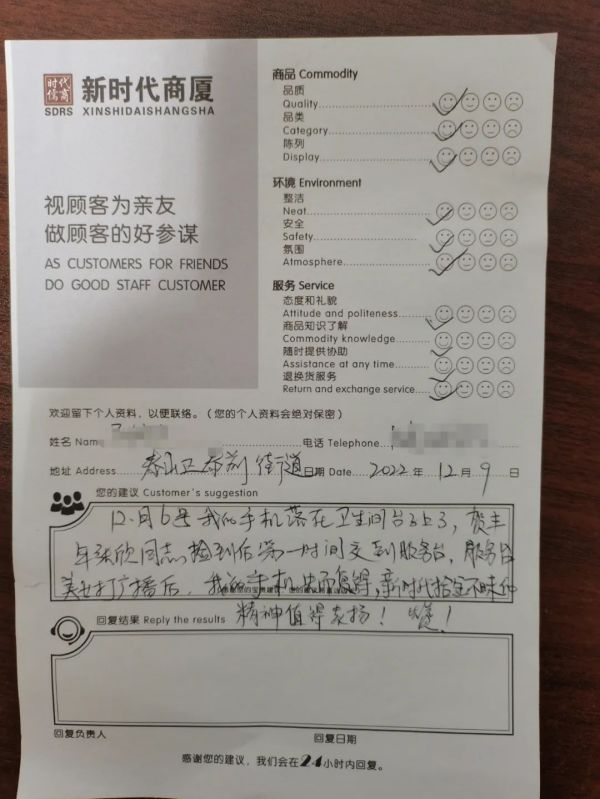 时代
儒商
SDRS
新时代商厦
XINSHIDAISHANGSHA
视顾客为亲友
做顾客的好参谋
AS CUSTOMERS FOR FRIENDS
DO GOOD STAFF CUSTOMER
商品 Commodity
品质
Quality
品类
Category
陈列
Display
环境 Environment
整洁
Neat
安全
Safety
氛围
Atmosphere
服务 Service
态度和礼貌
Attitude and politeness
商品知识了解
Commodity knowledge
随时提供协助
Assistance at any time
退换货服务
Return and exchange service
欢迎留下个人资料，以便联络。（您的个人资料会绝对保密）
姓名 Name 电话 Telephone
地址 Address 泰山区 街道 日期 Date 2022 年 12 月 9 日
您的建议 Customer's suggestion
12月6号我的手机落在卫生间台子上了，
同志捡到后第一时间交到服务台，服务台
美女打广播后，我的手机失而复得，新时代拾金不昧的
精神值得表扬！赞！
回复结果 Reply the results
回复负责人 回复日期
感谢您的建议，我们会在24小时内回复。